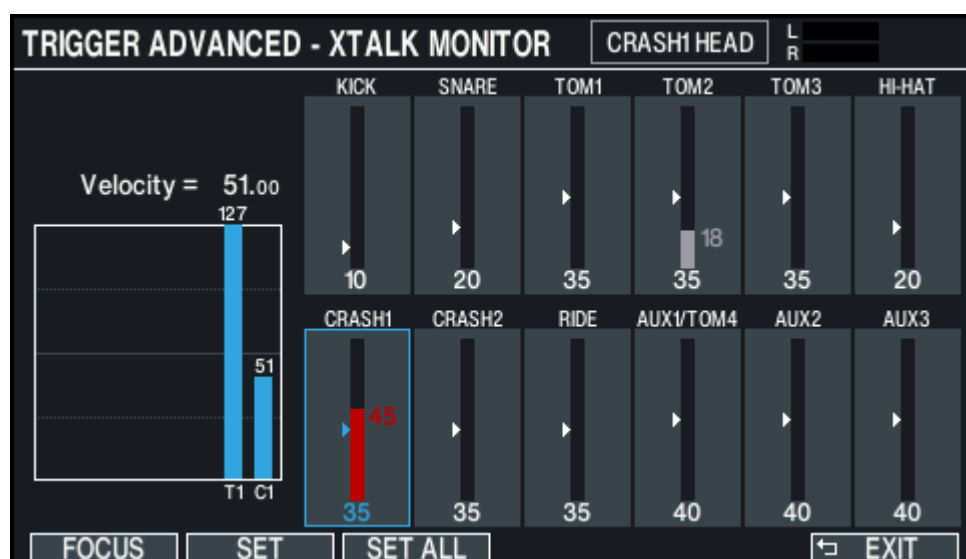 TRIGGER ADVANCED - XTALK MONITOR CRASH1 HEAD L
R
KICK SNARE TOM1 TOM2 TOM3 HI-HAT
Velocity = 51.00
127
18
10 20 35 35 35 20
CRASH1 CRASH2 RIDE AUX1/TOM4 AUX2 AUX3
51
45
T1 C1
35 35 35 40 40 40
FOCUS SET SET ALL EXIT